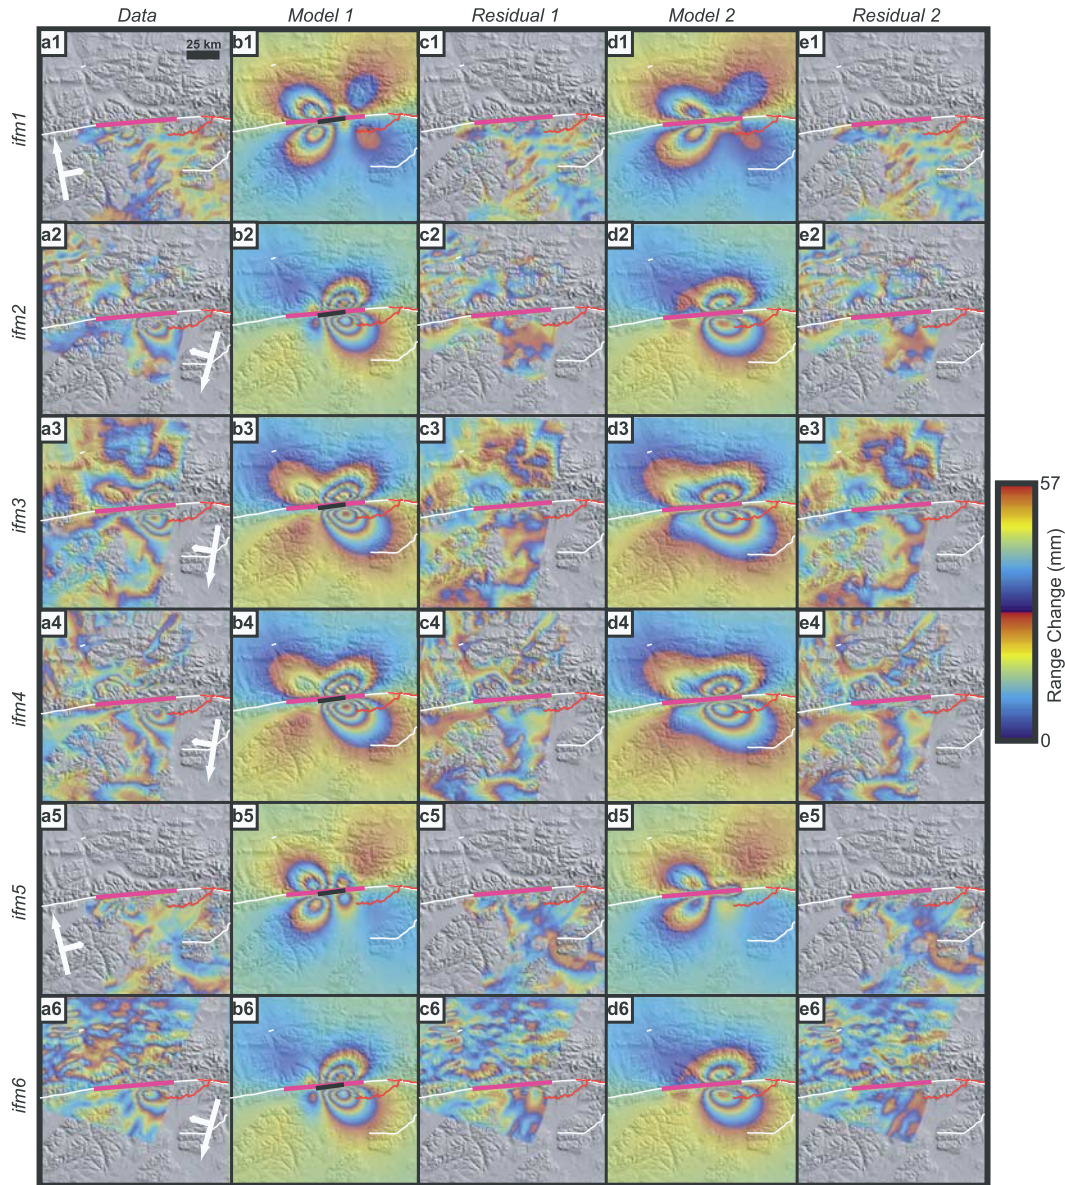 Data Model 1 Residual 1 Model 2 Residual 2
a1 25 km b1 c1 d1 e1
ifm1
a2 b2 c2 d2 e2
ifm2
a3 b3 c3 d3 e3
ifm3
57
Range Change (mm)
0
a4 b4 c4 d4 e4
ifm4
a5 b5 c5 d5 e5
ifm5
a6 b6 c6 d6 e6
ifm6